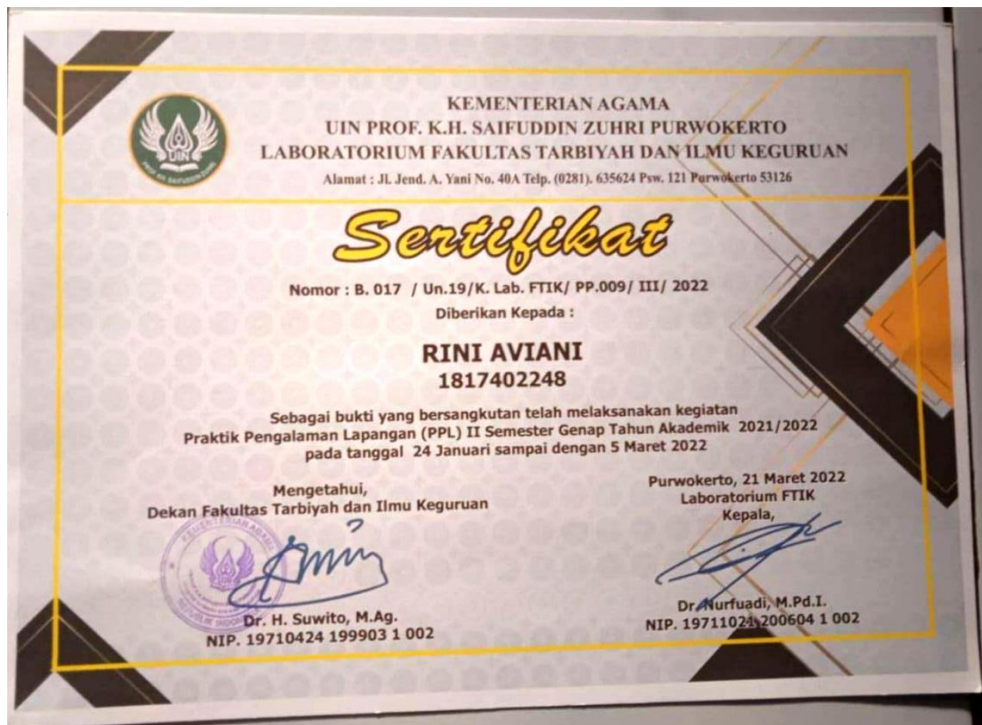 KEMENTERIAN AGAMA
UIN PROF. K.H. SAIFUDDIN ZUHRI PURWOKERTO
LABORATORIUM FAKULTAS TARBIYAH DAN ILMU KEGURUAN
Alamat : Jl. Jend. A. Yani No. 40A Telp. (0281). 635624 Psw. 121 Purwokerto 53126
UIN
Sertifikat
Nomor : B. 017 / Un.19/K. Lab. FTIK/ PP.009/ III/ 2022
Diberikan Kepada :
RINI AVIANI
1817402248
Sebagai bukti yang bersangkutan telah melaksanakan kegiatan
Praktik Pengalaman Lapangan (PPL) II Semester Genap Tahun Akademik 2021/2022
pada tanggal 24 Januari sampai dengan 5 Maret 2022
Mengetahui,
Dekan Fakultas Tarbiyah dan Ilmu Keguruan
KEMENTERIAN AGAMA
REPUBLIK INDONESIA
Dr. H. Suwito, M.Ag.
NIP. 19710424 199903 1 002
Purwokerto, 21 Maret 2022
Laboratorium FTIK
Kepala,
Dr. Nurfuadi, M.Pd.I.
NIP. 19711021 200604 1 002